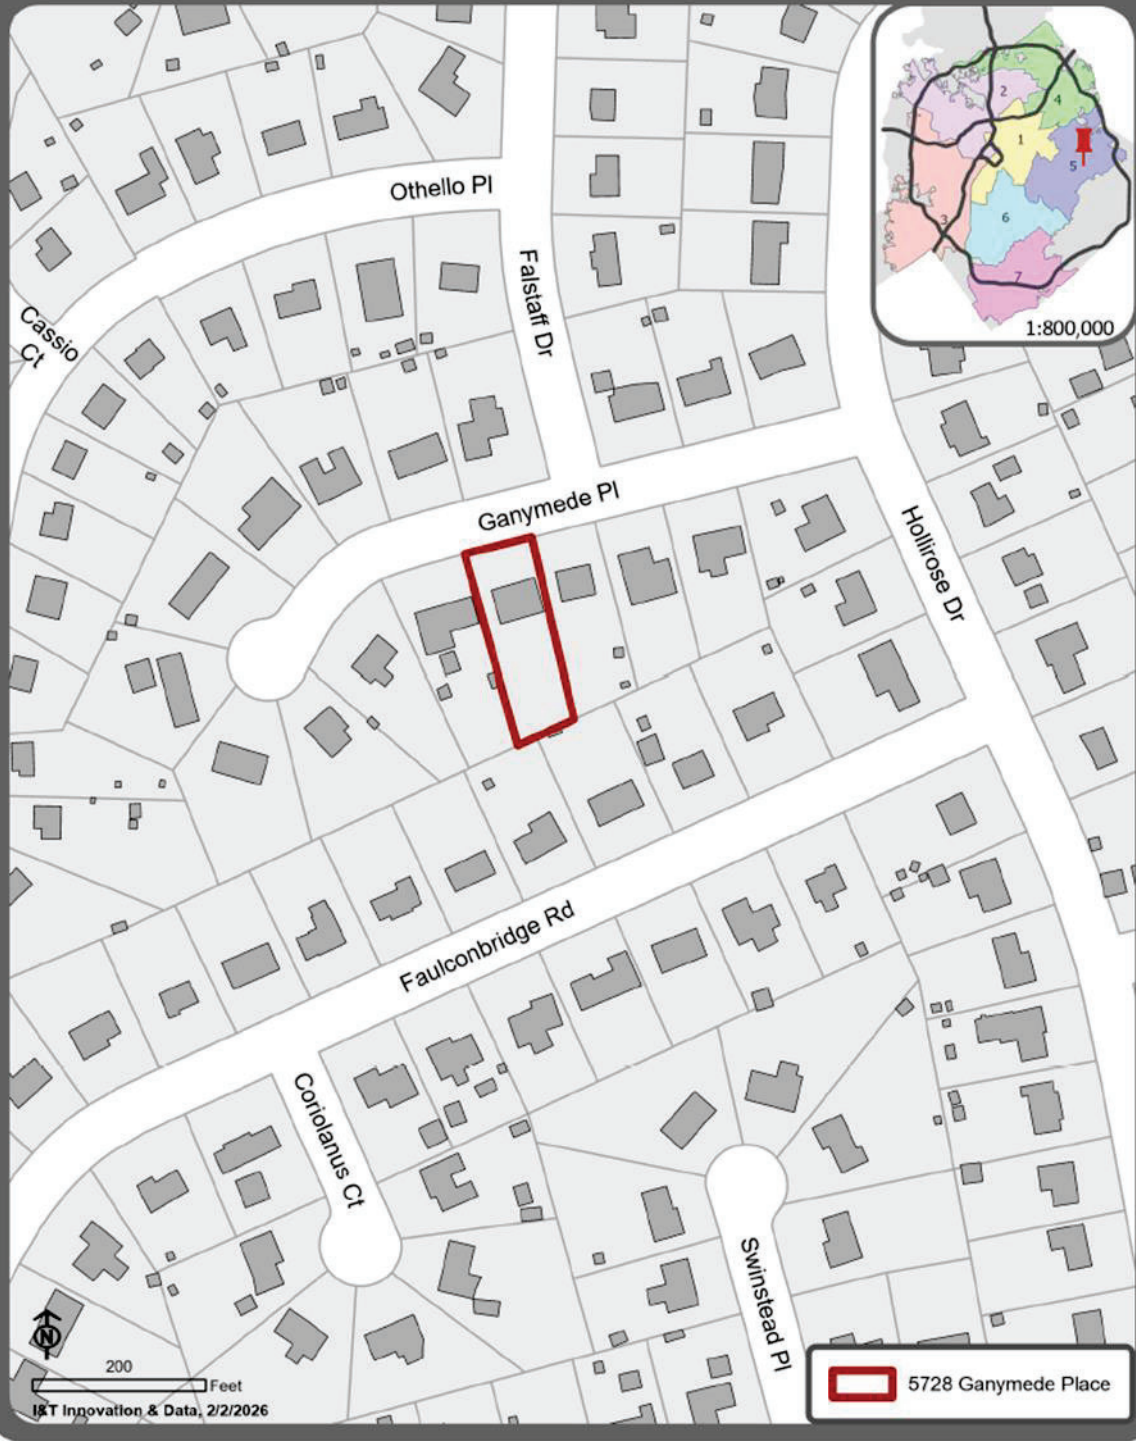 2
4
1
5
3
6
7
1:800,000
Othello Pl
Falstaff Dr
Cassio
Ct
Ganymede Pl
Hollirose Dr
Faulconbridge Rd
Coriolanus Ct
Swinstead Pl
N
200
Feet
I&T Innovation & Data, 2/2/2026
5728 Ganymede Place